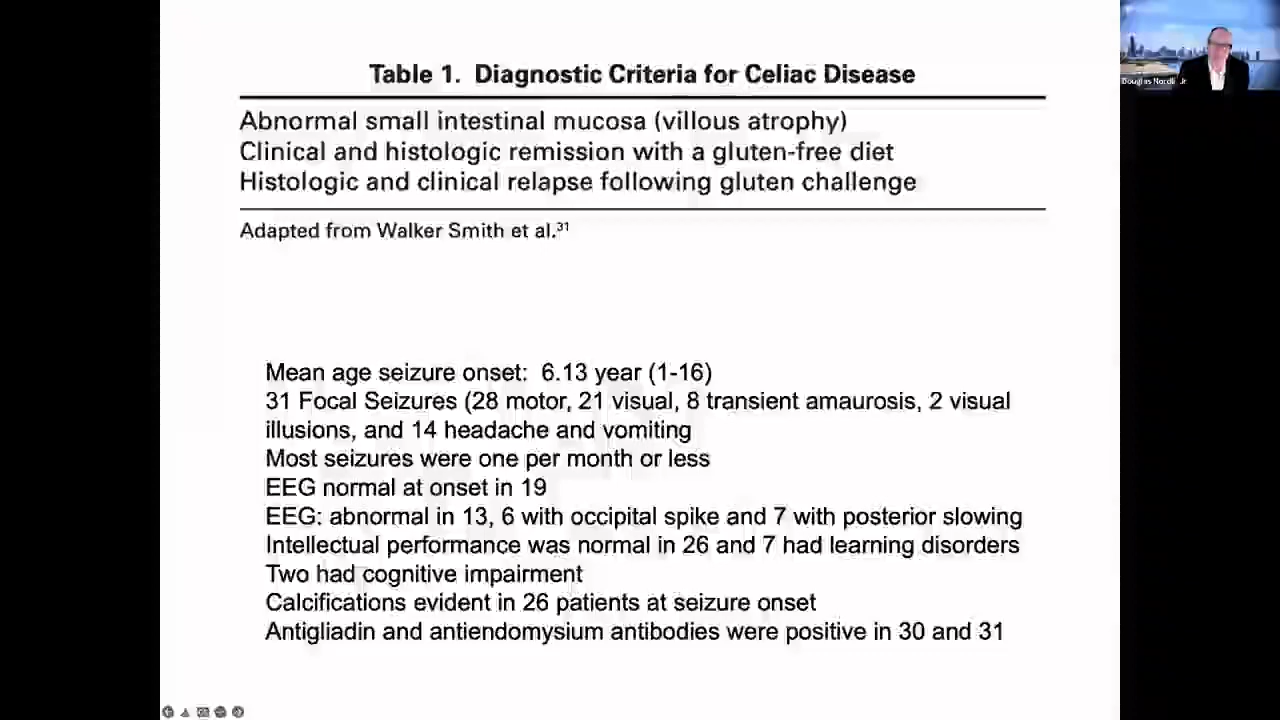 Table 1. Diagnostic Criteria for Celiac Disease
Abnormal small intestinal mucosa (villous atrophy)
Clinical and histologic remission with a gluten-free diet
Histologic and clinical relapse following gluten challenge
Adapted from Walker Smith et al.³¹
Mean age seizure onset: 6.13 year (1-16)
31 Focal Seizures (28 motor, 21 visual, 8 transient amaurosis, 2 visual
illusions, and 14 headache and vomiting
Most seizures were one per month or less
EEG normal at onset in 19
EEG: abnormal in 13, 6 with occipital spike and 7 with posterior slowing
Intellectual performance was normal in 26 and 7 had learning disorders
Two had cognitive impairment
Calcifications evident in 26 patients at seizure onset
Antigliadin and antiendomysium antibodies were positive in 30 and 31
Douglas Nordli Jr